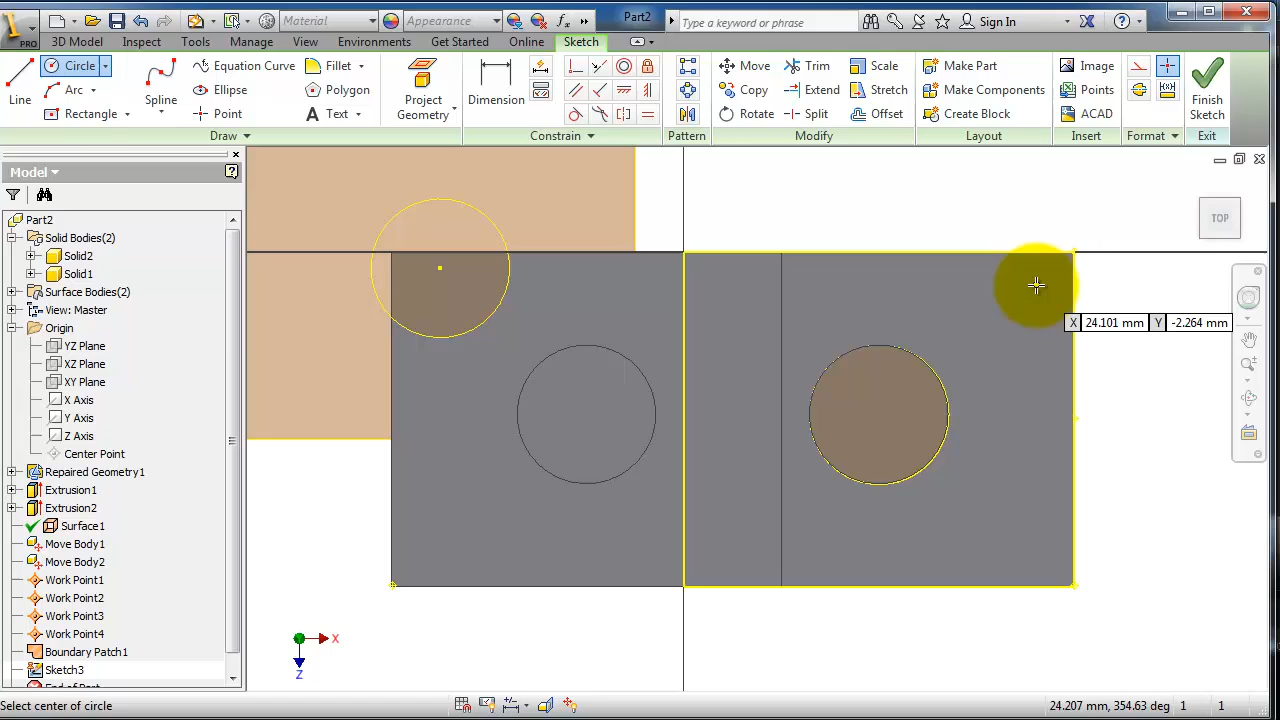 Material
Appearance
Part2
Type a keyword or phrase
Sign In
PRO
3D Model
Inspect
Tools
Manage
View
Environments
Get Started
Online
Sketch
Line
Circle
Arc
Rectangle
Spline
Equation Curve
Ellipse
Point
Fillet
Polygon
Text
Project
Geometry
Dimension
Move
Copy
Rotate
Trim
Extend
Split
Scale
Stretch
Offset
Make Part
Make Components
Create Block
Image
Points
ACAD
Finish
Sketch
Draw
Constrain
Pattern
Modify
Layout
Insert
Format
Exit
Model
Part2
Solid Bodies(2)
Solid2
Solid1
Surface Bodies(2)
View: Master
Origin
YZ Plane
XZ Plane
XY Plane
X Axis
Y Axis
Z Axis
Center Point
Repaired Geometry1
Extrusion1
Extrusion2
Surface1
Move Body1
Move Body2
Work Point1
Work Point2
Work Point3
Work Point4
Boundary Patch1
Sketch3
End of Part
TOP
X 24.101 mm Y -2.264 mm
X
Z
Select center of circle
24.207 mm, 354.63 deg 1 1